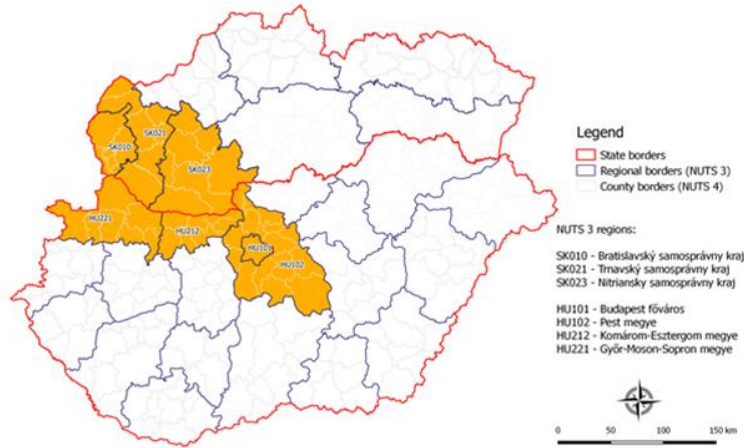 SK021
SK010
SK023
HU221
HU212
HU101
HU102
Legend
State borders
Regional borders (NUTS 3)
County borders (NUTS 4)
NUTS 3 regions:
SK010 - Bratislavský samosprávny kraj
SK021 - Trnavský samosprávny kraj
SK023 - Nitriansky samosprávny kraj
HU101 - Budapest főváros
HU102 - Pest megye
HU212 - Komárom-Esztergom megye
HU221 - Győr-Moson-Sopron megye
0 50 100 150 km